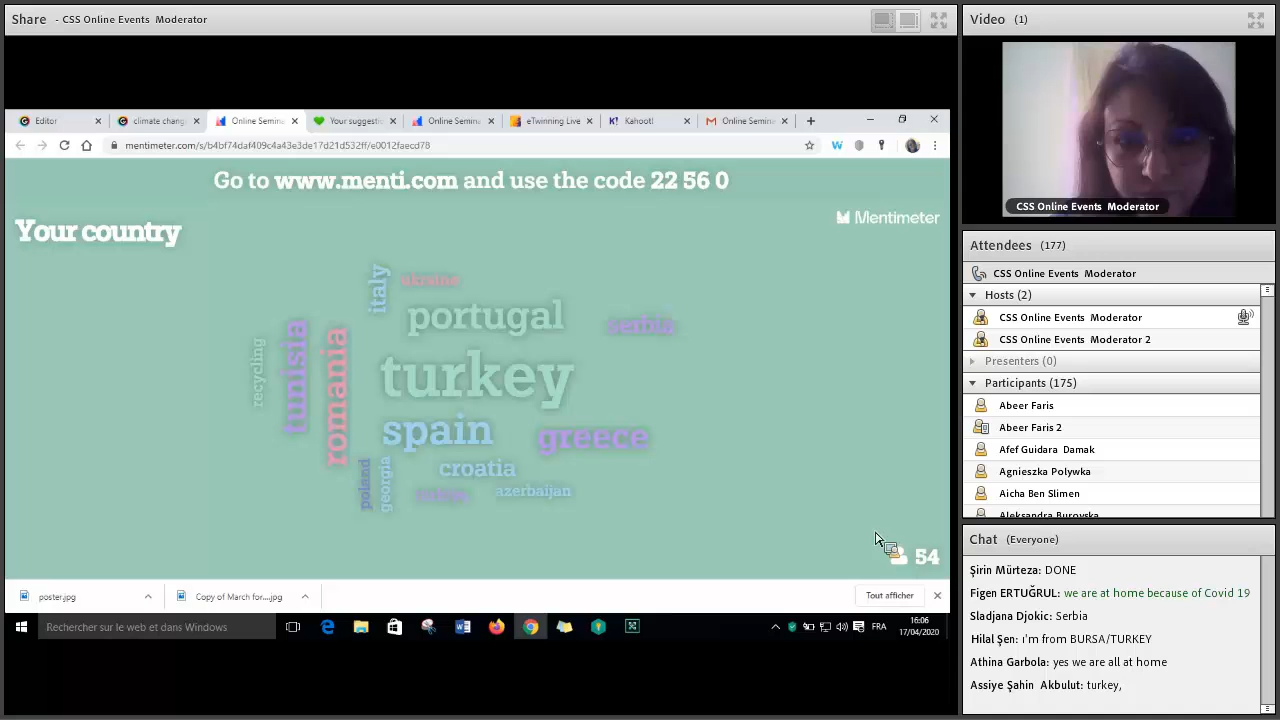 Share - CSS Online Events Moderator
Editor
climate chang
Online Semina
Your suggesti
Online Semina
eTwinning Live
Kahoot!
Online Semina
mentimeter.com/s/b4bf74daf409c4a43e3de17d21d532ff/e0012faecd78
Go to www.menti.com and use the code 22 56 0
Mentimeter
Your country
italy
ukraine
portugal
serbia
recycling
tunisia
romania
turkey
spain
greece
croatia
poland
georgia
azerbaijan
54
poster.jpg
Copy of March for....jpg
Tout afficher
Rechercher sur le web et dans Windows
FRA
16:06
17/04/2020
Video (1)
CSS Online Events Moderator
Attendees (177)
CSS Online Events Moderator
Hosts (2)
CSS Online Events Moderator
CSS Online Events Moderator 2
Presenters (0)
Participants (175)
Abeer Faris
Abeer Faris 2
Afef Guidara Damak
Agnieszka Polywka
Aicha Ben Slimen
Aleksandra Burovska
Chat (Everyone)
Şirin Mürteza: DONE
Figen ERTUĞRUL: we are at home because of Covid 19
Sladjana Djokic: Serbia
Hilal Şen: ı'm from BURSA/TURKEY
Athina Garbola: yes we are all at home
Assiye Şahin Akbulut: turkey,